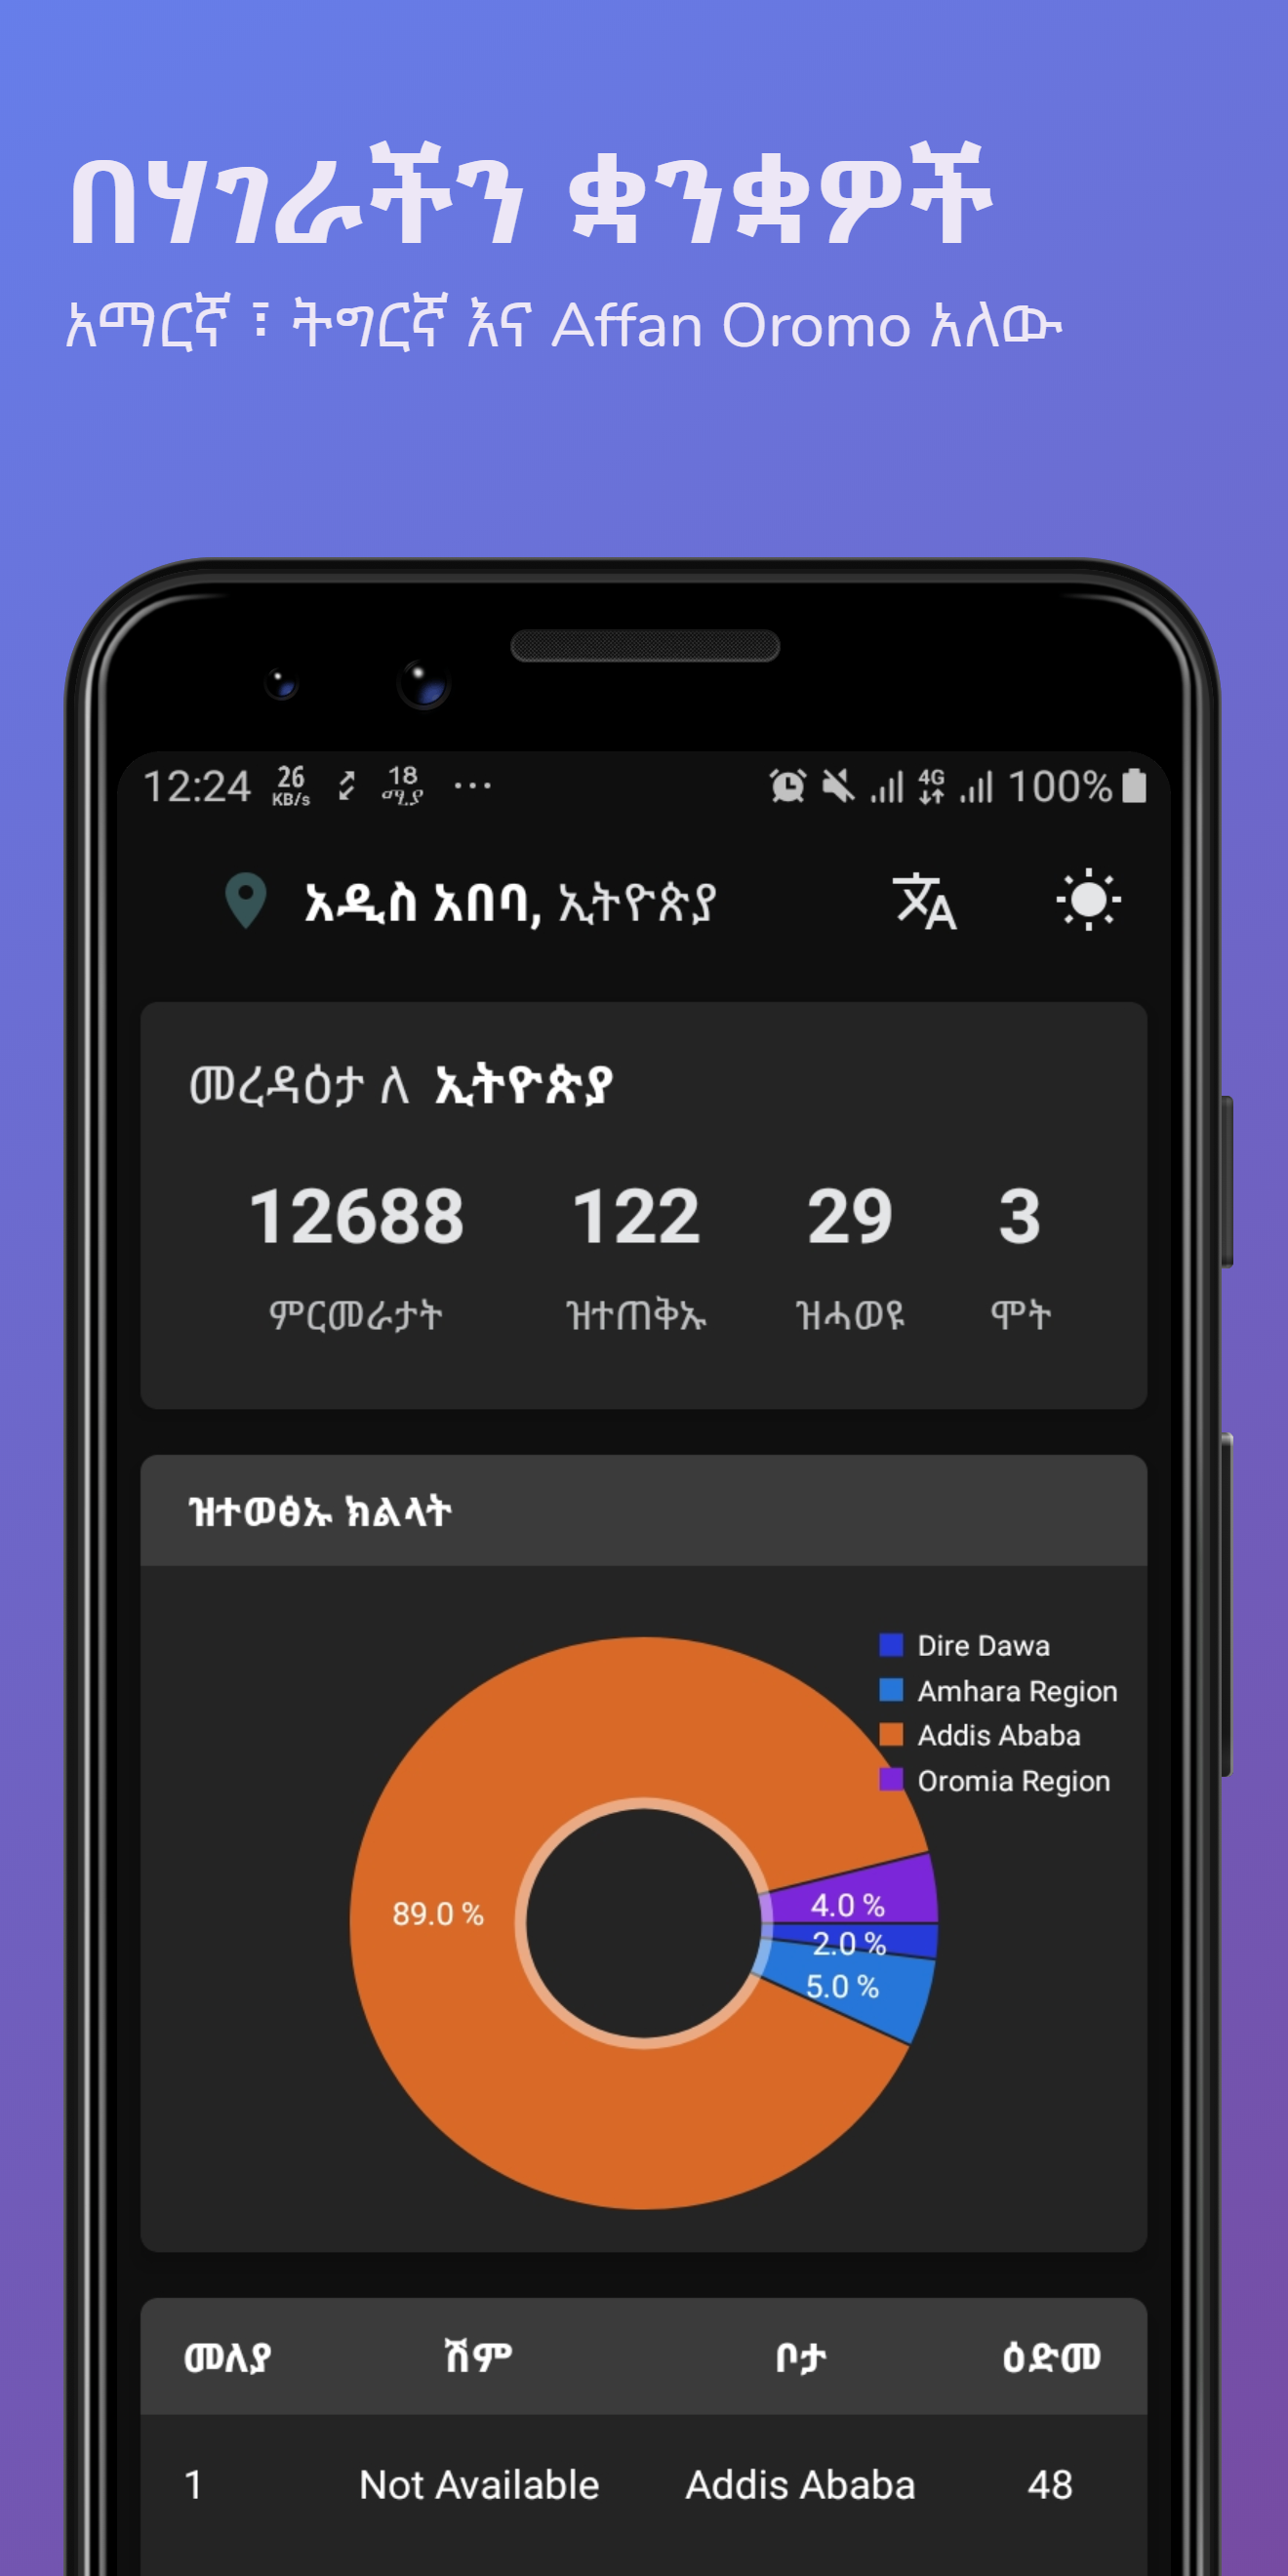 በሃገራችን ቋንቋዎች
አማርኛ ፣ ትግርኛ እና Affan Oromo አለው
12:24 26 KB/s 18 ሚያ ... 4G 100%
አዲስ አበባ, ኢትዮጵያ
መረዳዕታ ለ ኢትዮጵያ
12688 122 29 3
ምርመራታት ዝተጠቅኡ ዝሓወዩ ሞት
ዝተወፅኡ ክልላት
Dire Dawa
Amhara Region
Addis Ababa
Oromia Region
89.0 %
4.0 %
2.0 %
5.0 %
መለያ ሽም ቦታ ዕድመ
1 Not Available Addis Ababa 48